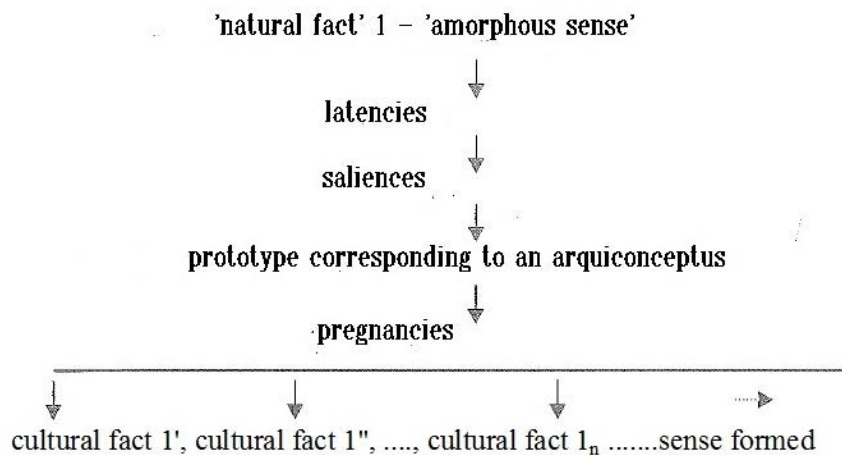 'natural fact' 1 – 'amorphous sense'
latencies
saliences
prototype corresponding to an arquiconceptus
pregnancies
cultural fact 1', cultural fact 1", ...., cultural fact 1ₙ .......sense formed